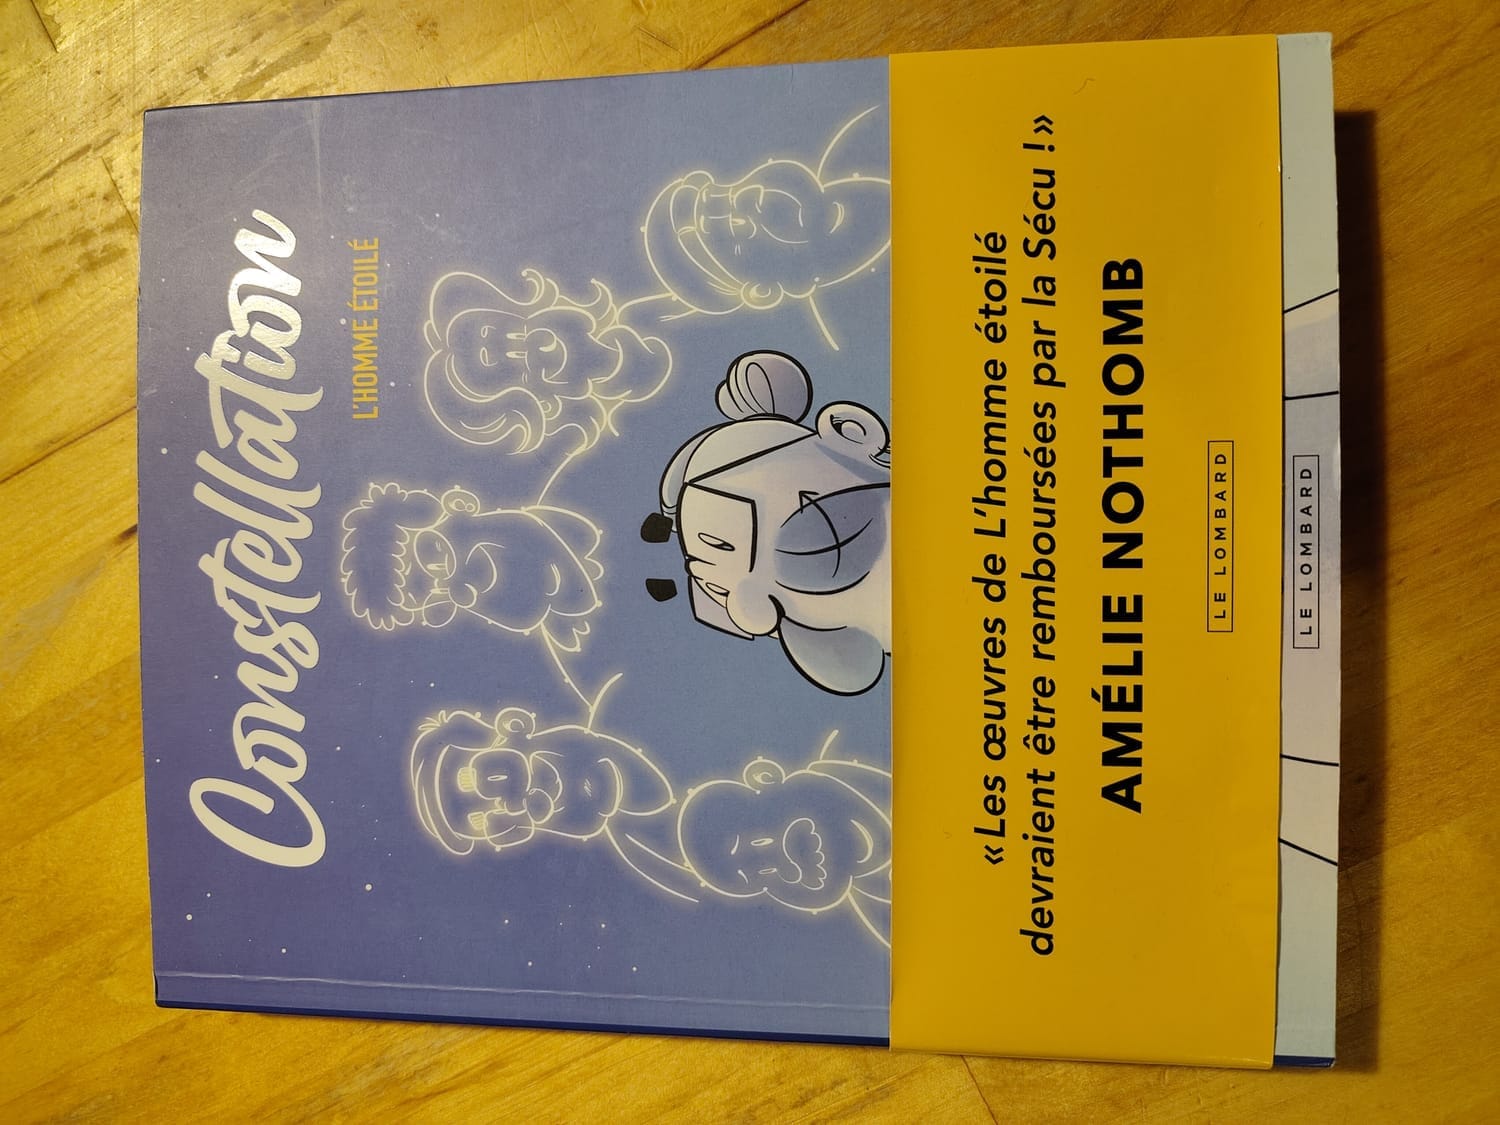 Constellation
L'HOMME ÉTOILÉ
« Les œuvres de L'homme étoilé
devraient être remboursées par la Sécu ! »
AMÉLIE NOTHOMB
LE LOMBARD
LE LOMBARD